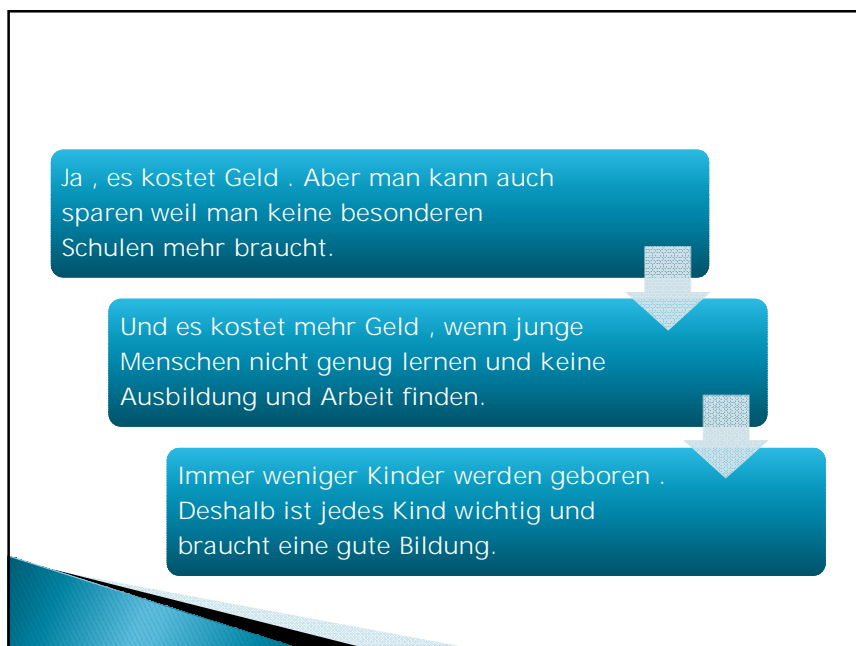 Ja , es kostet Geld . Aber man kann auch
sparen weil man keine besonderen
Schulen mehr braucht.
Und es kostet mehr Geld , wenn junge
Menschen nicht genug lernen und keine
Ausbildung und Arbeit finden.
Immer weniger Kinder werden geboren .
Deshalb ist jedes Kind wichtig und
braucht eine gute Bildung.